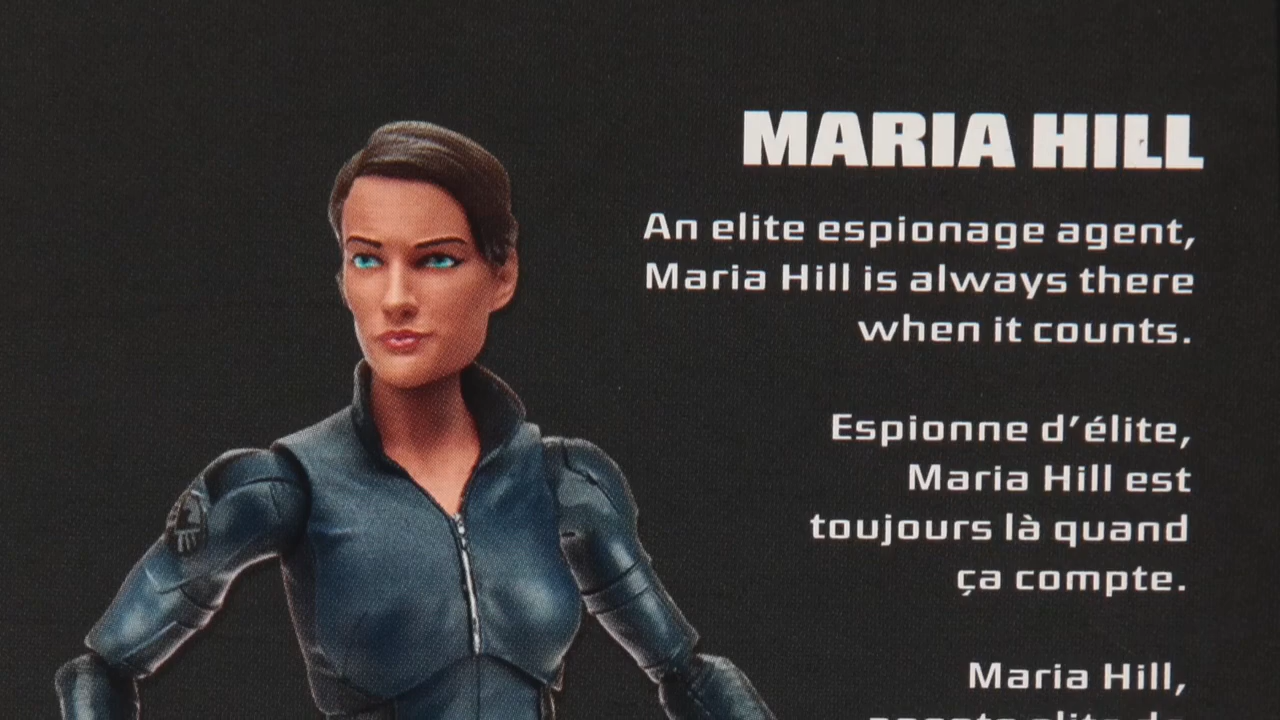 MARIA HILL
An elite espionage agent,
Maria Hill is always there
when it counts.
Espionne d'élite,
Maria Hill est
toujours là quand
ça compte.
Maria Hill,